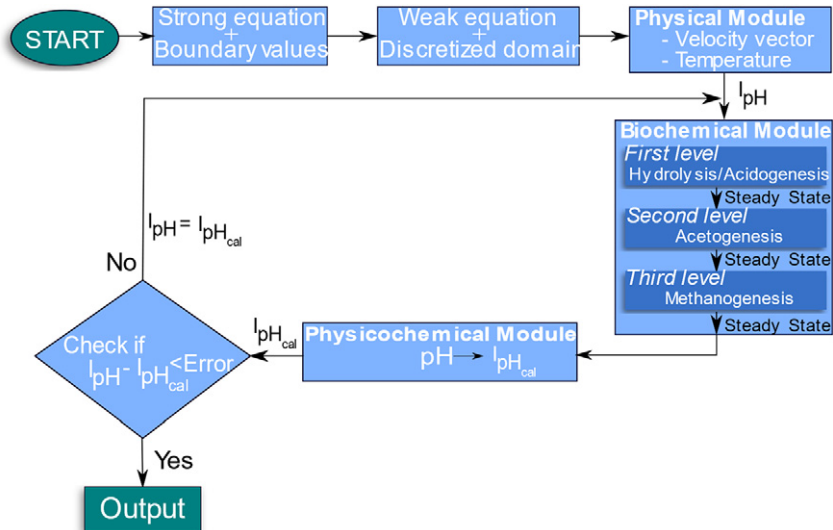 START
Strong equation
+
Boundary values
Weak equation
+
Discretized domain
Physical Module
- Velocity vector
- Temperature
IpH
Biochemical Module
First level
Hydrolysis/Acidogenesis
Steady State
Second level
Acetogenesis
Steady State
Third level
Methanogenesis
Steady State
Physicochemical Module
pH → IpHcal
IpHcal
Check if
IpH - IpHcal <Error
No
IpH = IpHcal
Yes
Output